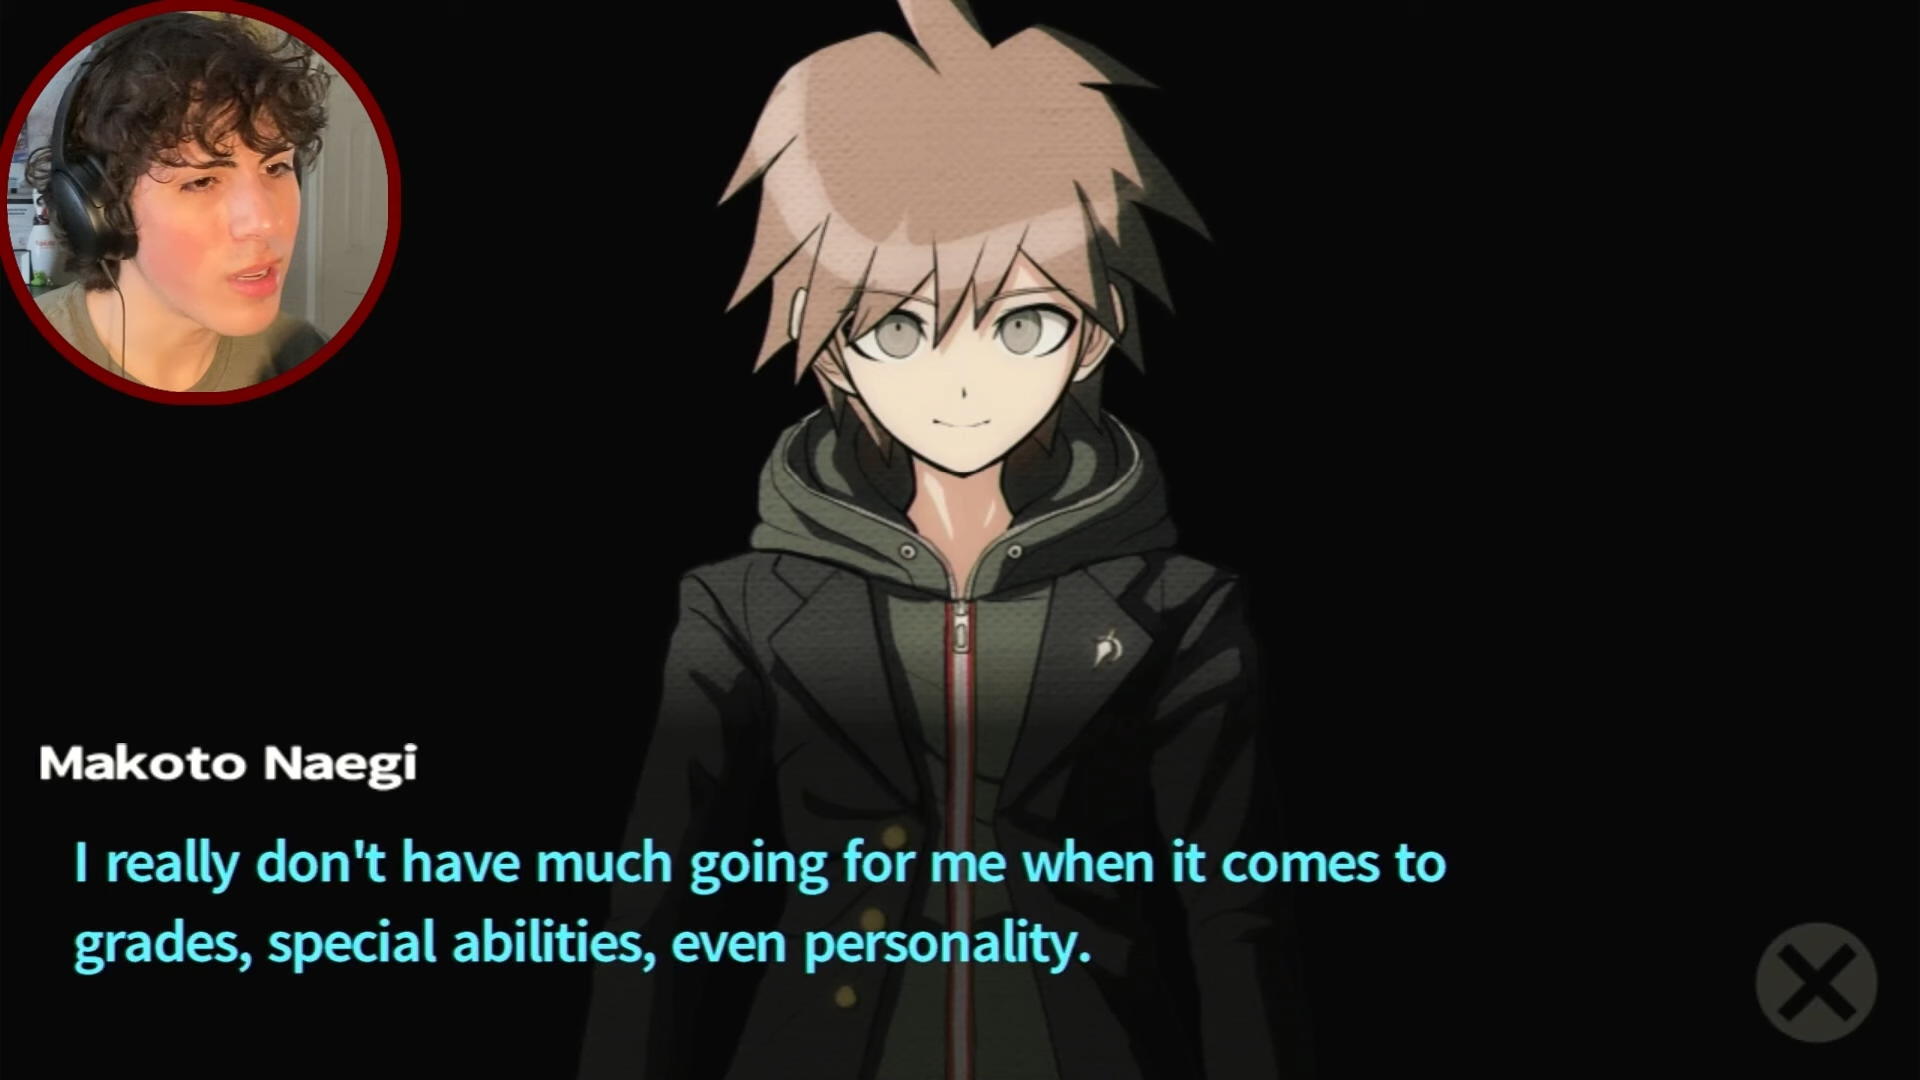 Makoto Naegi
I really don't have much going for me when it comes to
grades, special abilities, even personality.